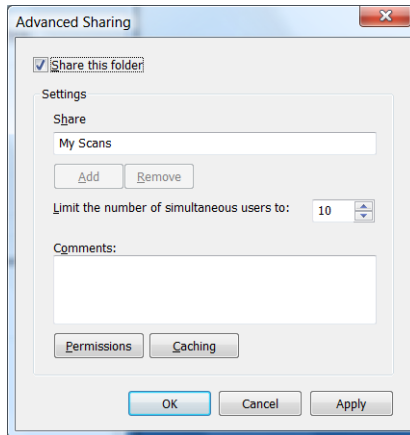 Advanced Sharing
Share this folder
Settings
Share
My Scans
Add Remove
Limit the number of simultaneous users to: 10
Comments:
Permissions Caching
OK Cancel Apply